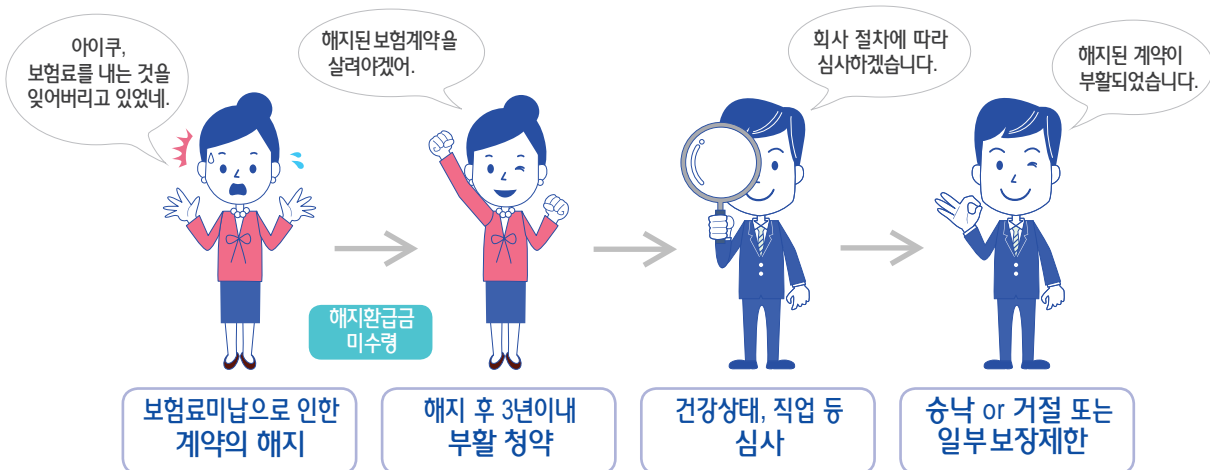 아이쿠,
보험료를 내는 것을
잊어버리고 있었네.
해지된 보험계약을
살려야겠어.
회사 절차에 따라
심사하겠습니다.
해지된 계약이
부활되었습니다.
해지환급금
미수령
보험료미납으로 인한
계약의 해지
해지 후 3년이내
부활 청약
건강상태, 직업 등
심사
승낙 or 거절 또는
일부보장제한